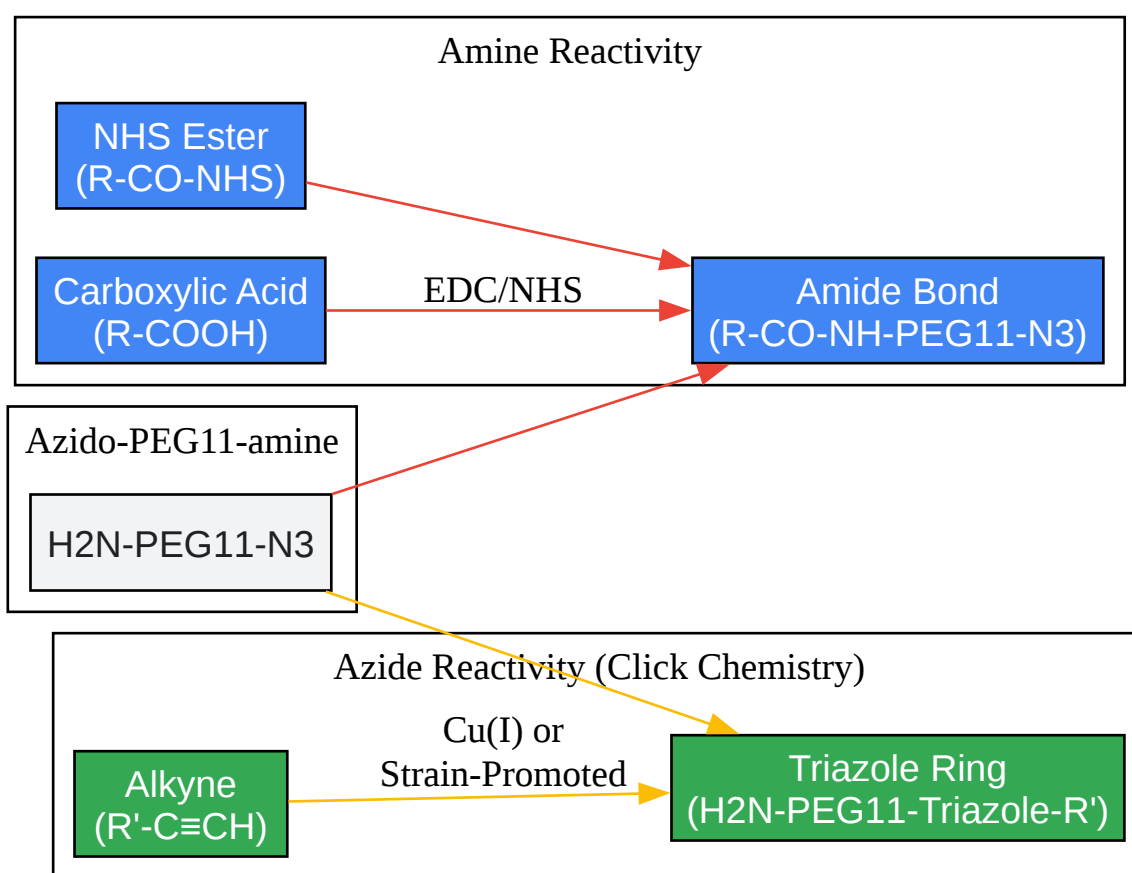 Amine Reactivity
NHS Ester
(R-CO-NHS)
Carboxylic Acid
(R-COOH)
EDC/NHS
Amide Bond
(R-CO-NH-PEG11-N3)
Azido-PEG11-amine
H2N-PEG11-N3
Azide Reactivity (Click Chemistry)
Alkyne
(R'-C≡CH)
Cu(I) or
Strain-Promoted
Triazole Ring
(H2N-PEG11-Triazole-R')